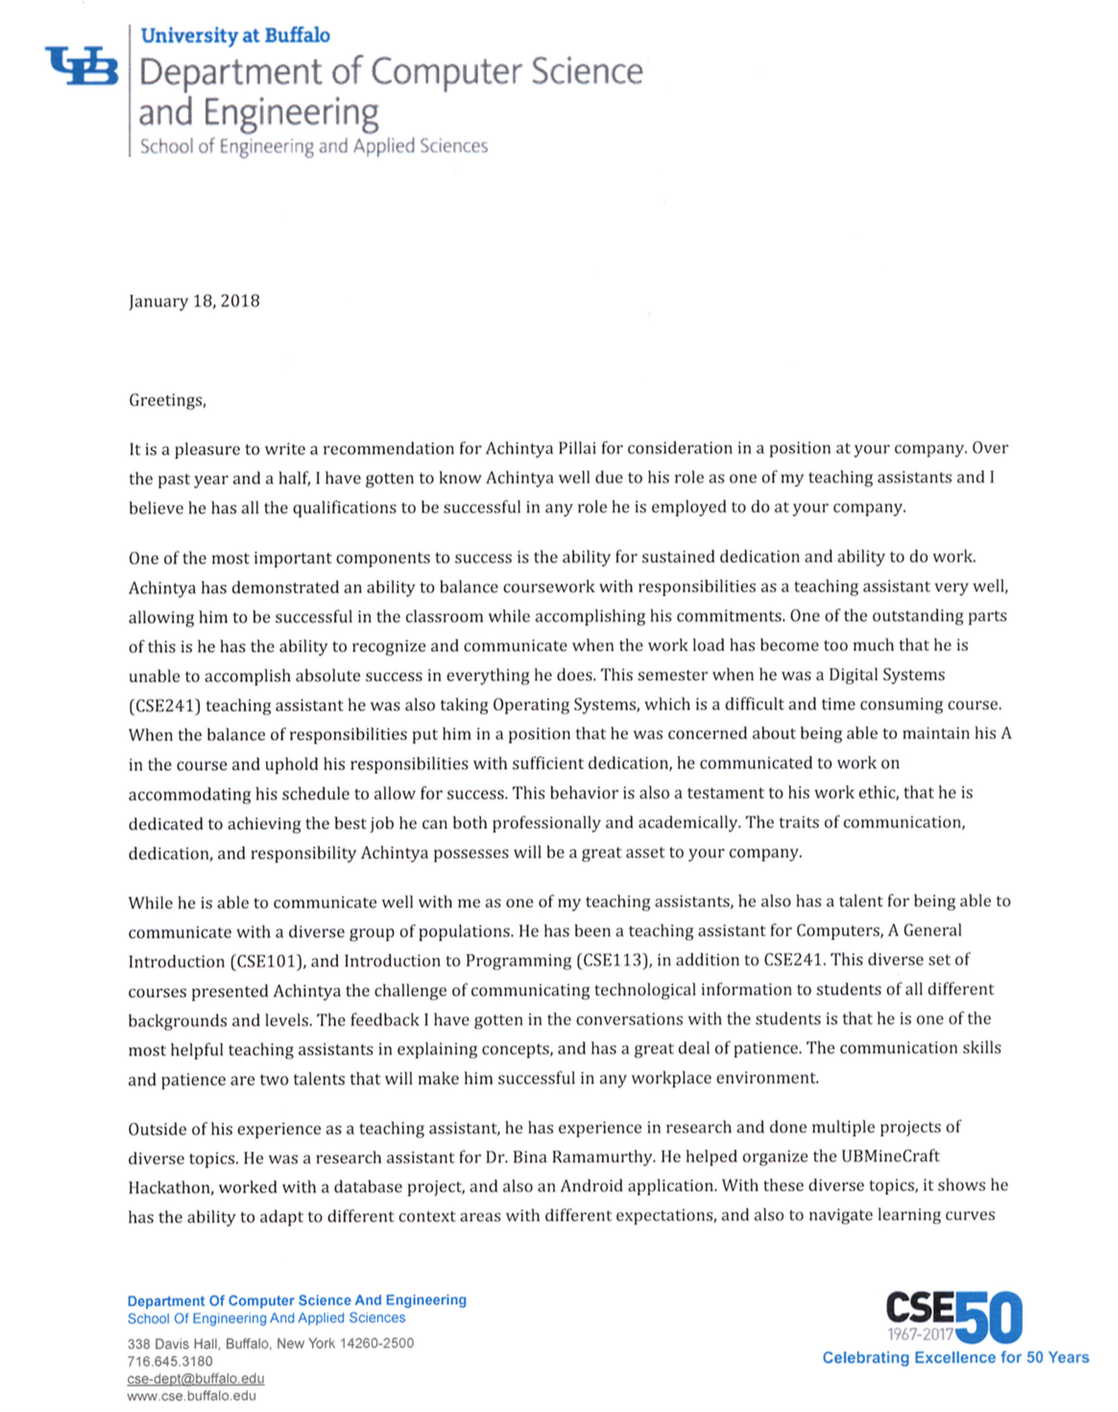 University at Buffalo
UB
Department of Computer Science
and Engineering
School of Engineering and Applied Sciences
January 18, 2018
Greetings,
It is a pleasure to write a recommendation for Achintya Pillai for consideration in a position at your company. Over
the past year and a half, I have gotten to know Achintya well due to his role as one of my teaching assistants and I
believe he has all the qualifications to be successful in any role he is employed to do at your company.
One of the most important components to success is the ability for sustained dedication and ability to do work.
Achintya has demonstrated an ability to balance coursework with responsibilities as a teaching assistant very well,
allowing him to be successful in the classroom while accomplishing his commitments. One of the outstanding parts
of this is he has the ability to recognize and communicate when the work load has become too much that he is
unable to accomplish absolute success in everything he does. This semester when he was a Digital Systems
(CSE241) teaching assistant he was also taking Operating Systems, which is a difficult and time consuming course.
When the balance of responsibilities put him in a position that he was concerned about being able to maintain his A
in the course and uphold his responsibilities with sufficient dedication, he communicated to work on
accommodating his schedule to allow for success. This behavior is also a testament to his work ethic, that he is
dedicated to achieving the best job he can both professionally and academically. The traits of communication,
dedication, and responsibility Achintya possesses will be a great asset to your company.
While he is able to communicate well with me as one of my teaching assistants, he also has a talent for being able to
communicate with a diverse group of populations. He has been a teaching assistant for Computers, A General
Introduction (CSE101), and Introduction to Programming (CSE113), in addition to CSE241. This diverse set of
courses presented Achintya the challenge of communicating technological information to students of all different
backgrounds and levels. The feedback I have gotten in the conversations with the students is that he is one of the
most helpful teaching assistants in explaining concepts, and has a great deal of patience. The communication skills
and patience are two talents that will make him successful in any workplace environment.
Outside of his experience as a teaching assistant, he has experience in research and done multiple projects of
diverse topics. He was a research assistant for Dr. Bina Ramamurthy. He helped organize the UBMineCraft
Hackathon, worked with a database project, and also an Android application. With these diverse topics, it shows he
has the ability to adapt to different context areas with different expectations, and also to navigate learning curves
Department Of Computer Science And Engineering
School Of Engineering And Applied Sciences
338 Davis Hall, Buffalo, New York 14260-2500
716.645.3180
cse-dept@buffalo.edu
www.cse.buffalo.edu
CSE50
1967-2017
Celebrating Excellence for 50 Years